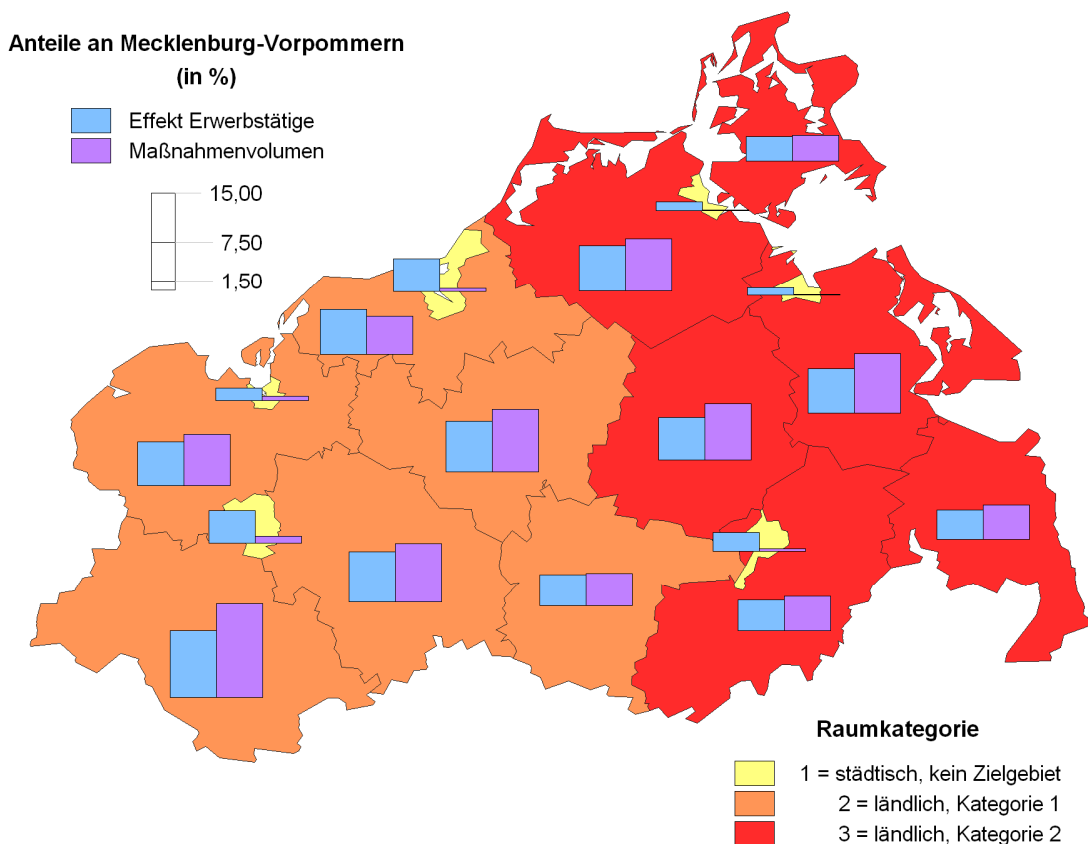 Anteile an Mecklenburg-Vorpommern
(in %)
Effekt Erwerbstätige
Maßnahmenvolumen
15,00
7,50
1,50
Raumkategorie
1 = städtisch, kein Zielgebiet
2 = ländlich, Kategorie 1
3 = ländlich, Kategorie 2